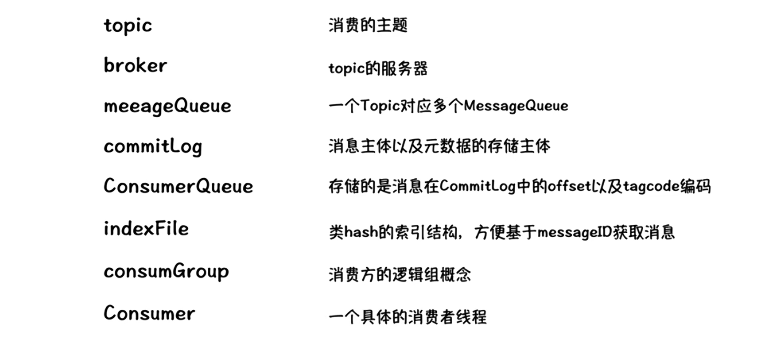 topic 消费的主题
broker topic的服务器
meeageQueue 一个Topic对应多个MessageQueue
commitLog 消息主体以及元数据的存储主体
ConsumerQueue 存储的是消息在CommitLog中的offset以及tagcode编码
indexFile 类hash的索引结构，方便基于messageID获取消息
consumGroup 消费方的逻辑组概念
Consumer 一个具体的消费者线程